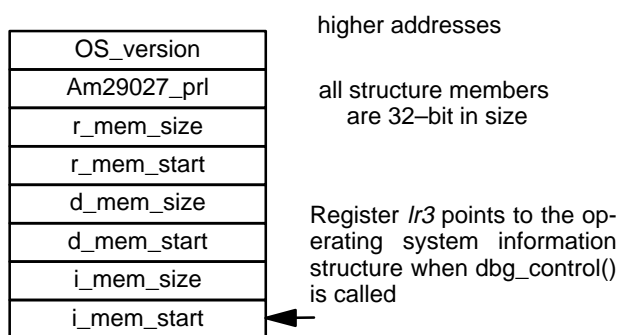 higher addresses
OS_version
Am29027_prl
all structure members
are 32–bit in size
r_mem_size
r_mem_start
d_mem_size
d_mem_start
i_mem_size
i_mem_start
Register lr3 points to the op-
erating system information
structure when dbg_control()
is called